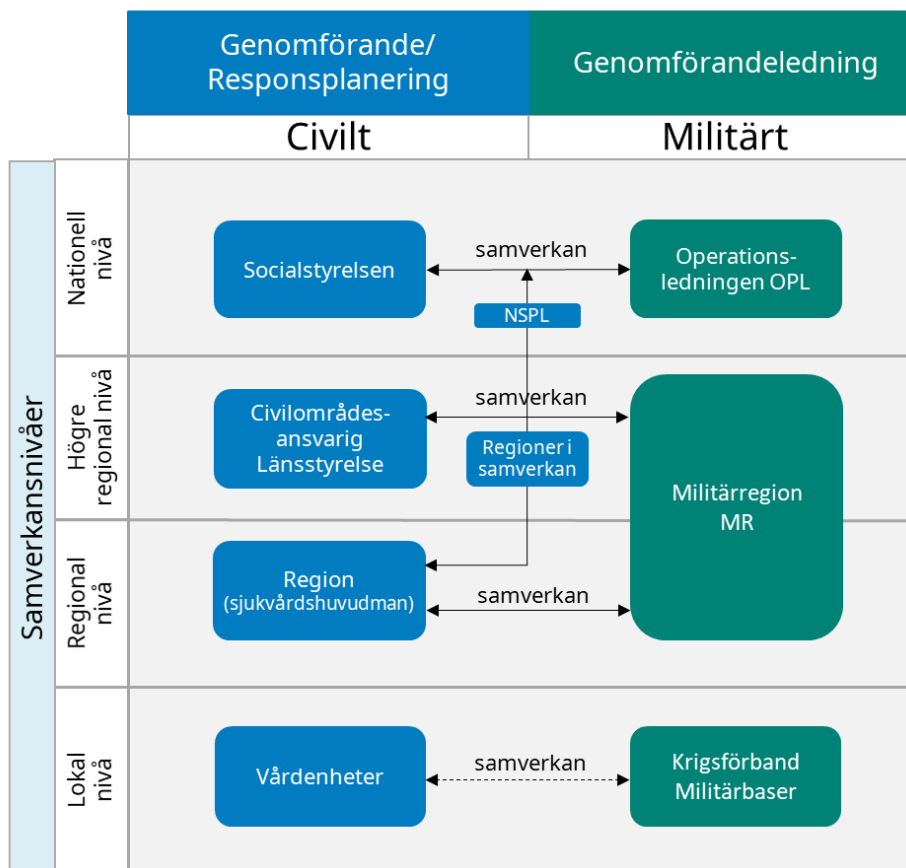 Genomförande/
Responsplanering
Genomförandeledning
Civilt
Militärt
Samverkansnivåer
Nationell
nivå
Socialstyrelsen
samverkan
Operations-
ledningen OPL
NSPL
Högre
regional nivå
Civilområdes-
ansvarig
Länsstyrelse
samverkan
Regioner i
samverkan
Militärregion
MR
Regional
nivå
Region
(sjukvårdshuvudman)
samverkan
Lokal
nivå
Vårdenheter
samverkan
Krigsförband
Militärbaser